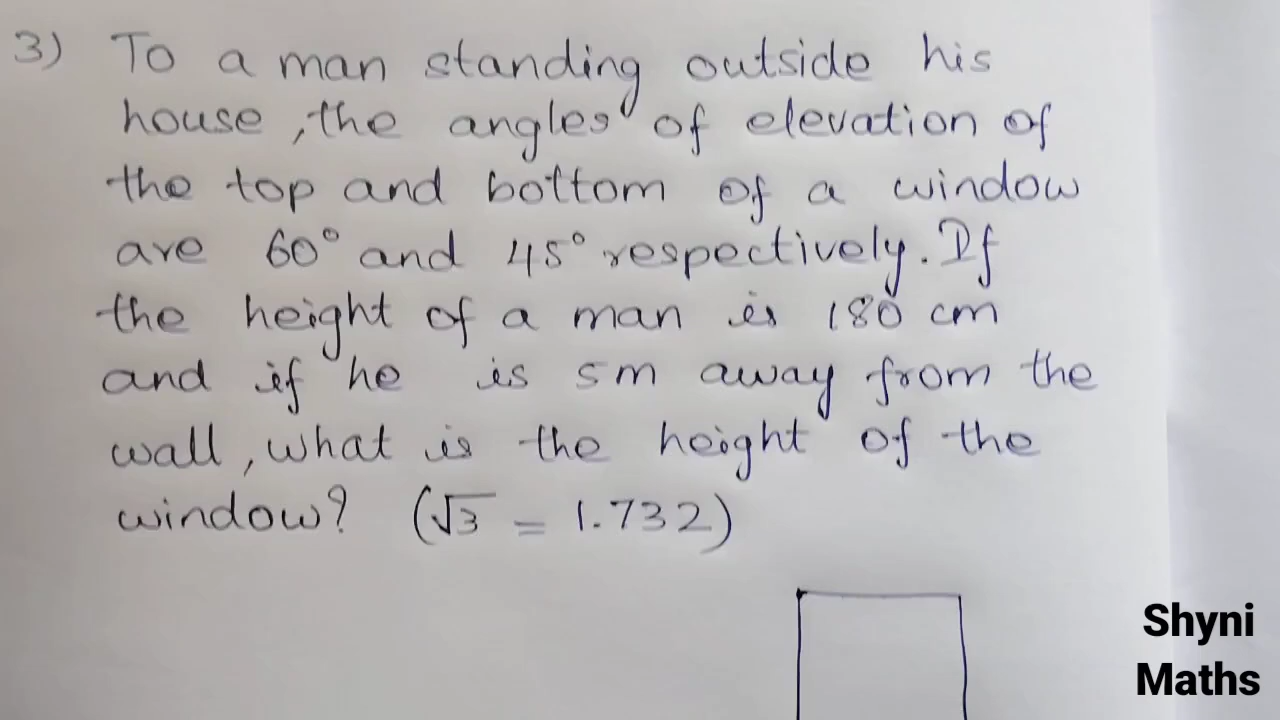 3) To a man standing outside his
house, the angles of elevation of
the top and bottom of a window
are 60° and 45° respectively. If
the height of a man is 180 cm
and if he is 5m away from the
wall, what is the height of the
window? (√3 = 1.732)
Shyni
Maths